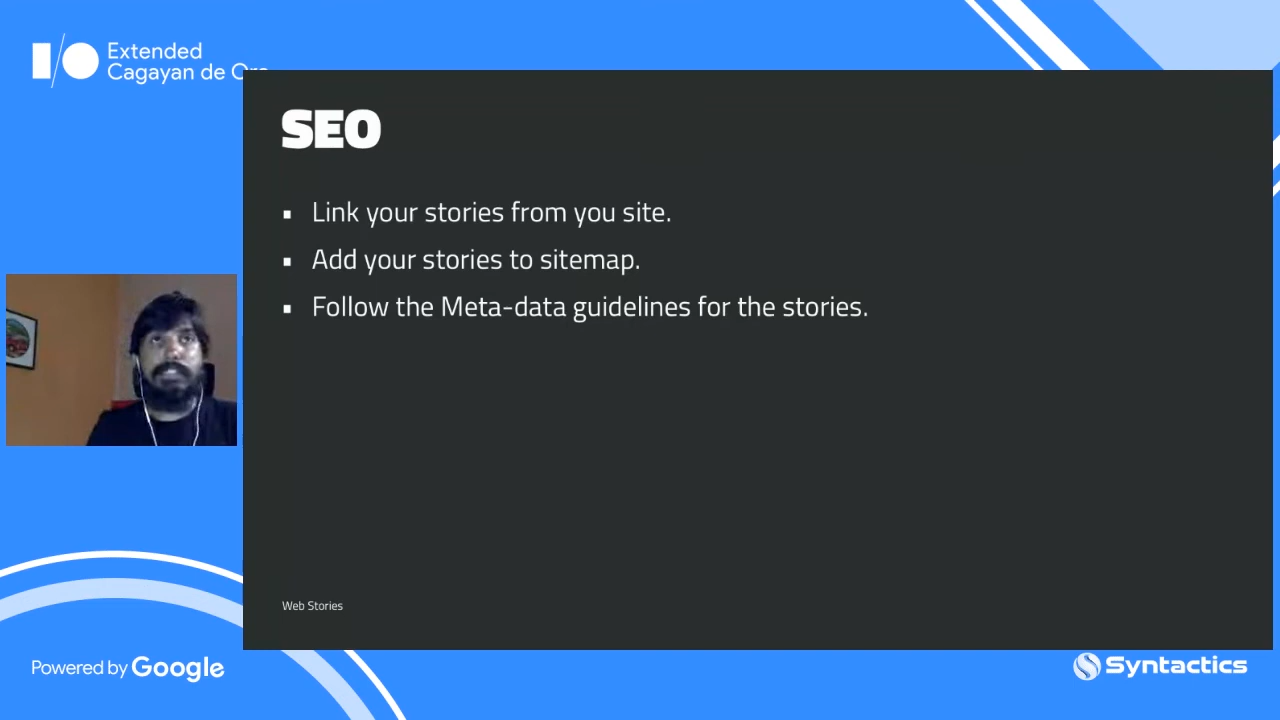 Extended
Cagayan de Oro
SEO
▪ Link your stories from you site.
▪ Add your stories to sitemap.
▪ Follow the Meta-data guidelines for the stories.
Web Stories
Powered by Google
Syntactics